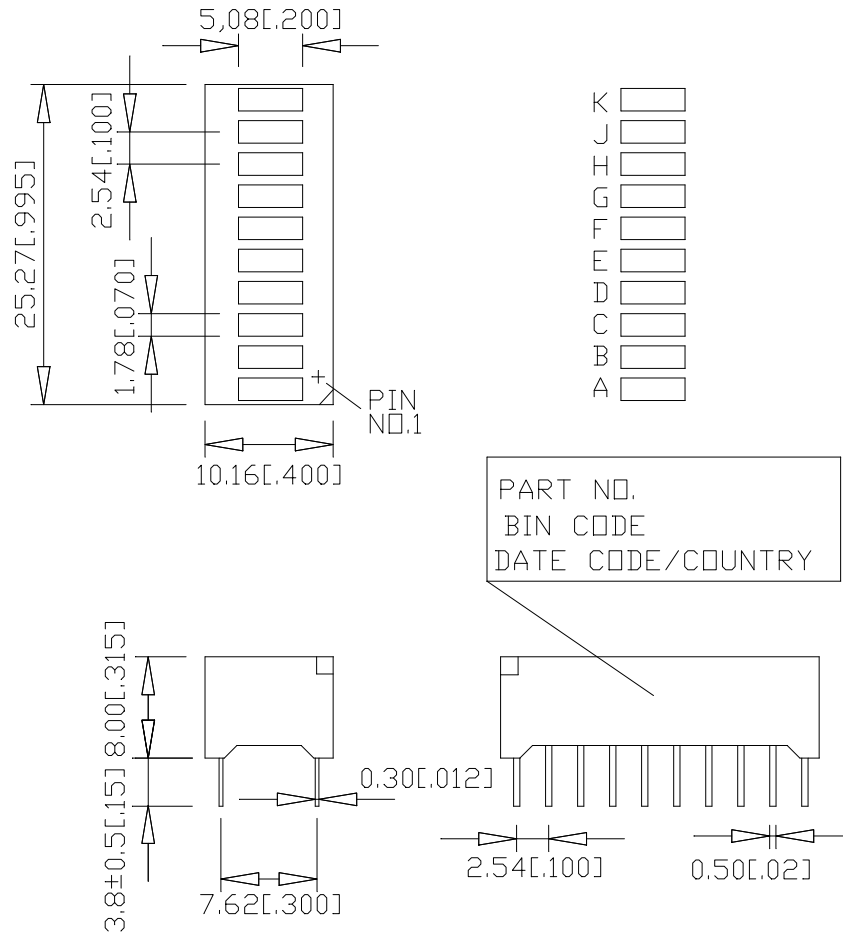 5,08[.200]
25.27[.995]
2.54[.100]
1.78[.070]
PIN
NO.1
10.16[.400]
K
J
H
G
F
E
D
C
B
A
PART NO.
BIN CODE
DATE CODE/COUNTRY
8.00[.315]
3.8±0.5[.15]
0.30[.012]
7.62[.300]
2.54[.100]
0.50[.02]